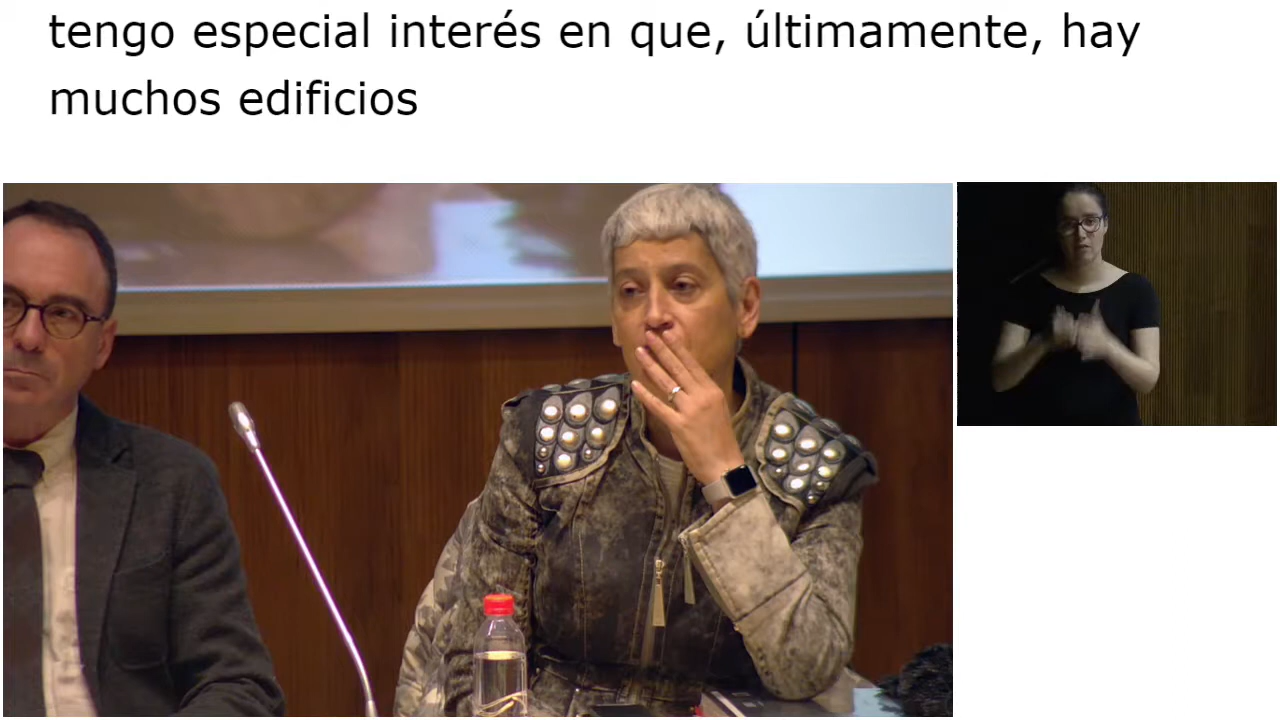 tengo especial interés en que, últimamente, hay
muchos edificios